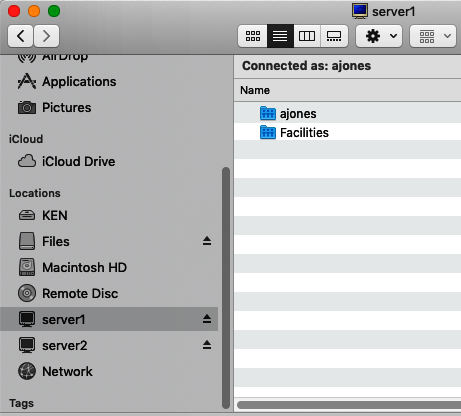 server1
AirDrop
Applications
Pictures
iCloud
iCloud Drive
Locations
KEN
Files
Macintosh HD
Remote Disc
server1
server2
Network
Tags
Connected as: ajones
Name
ajones
Facilities